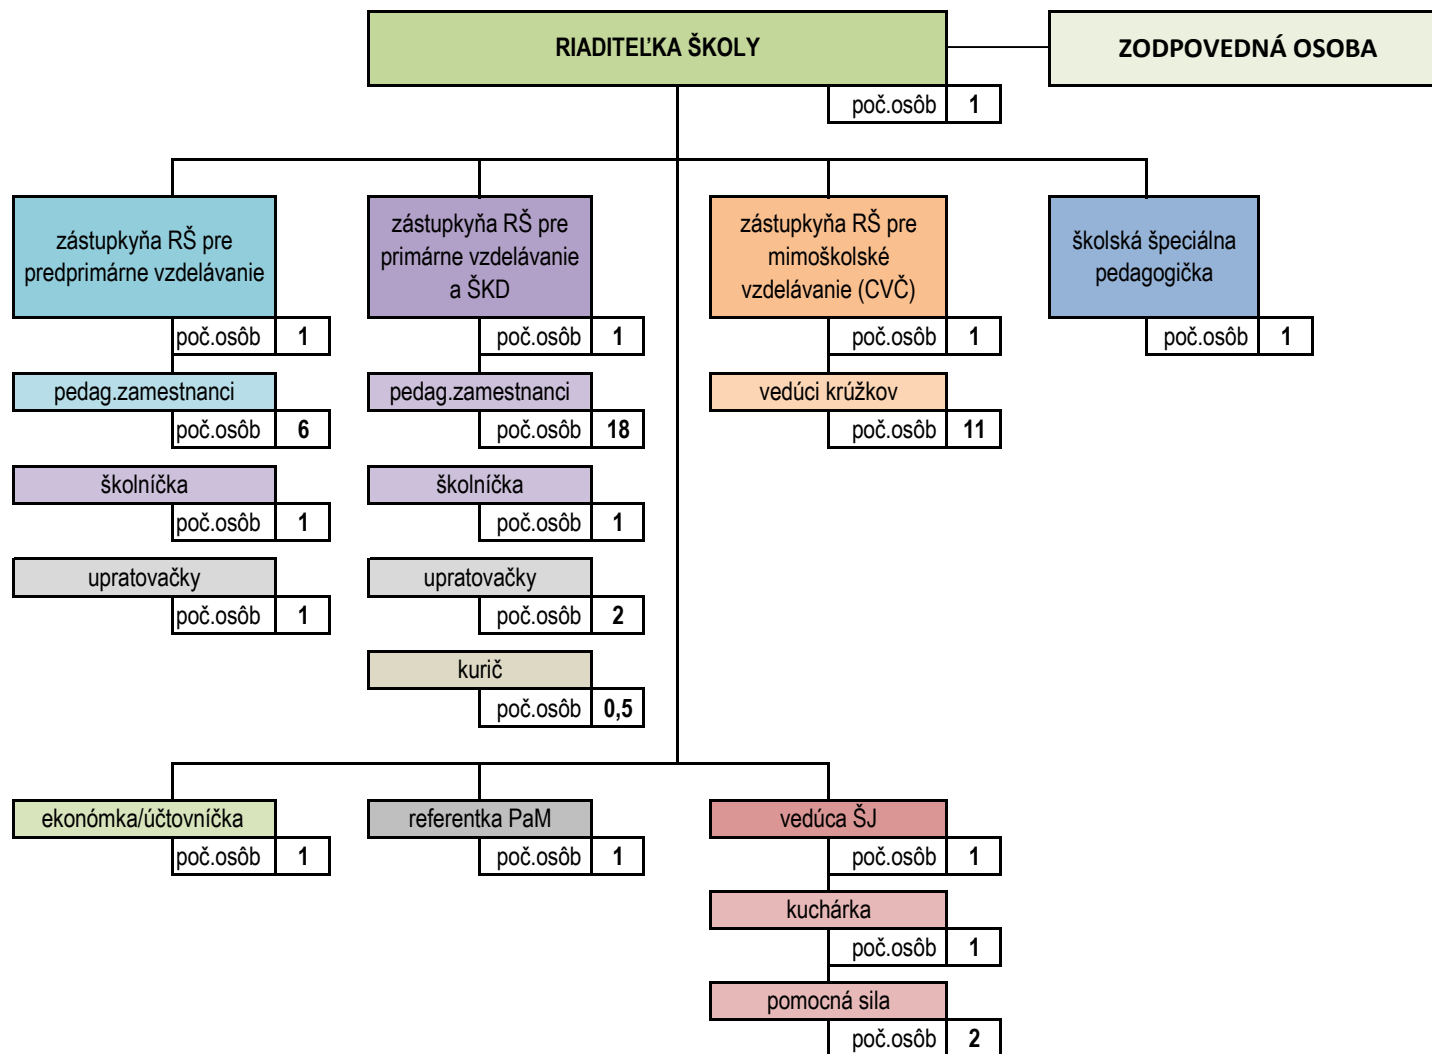 RIADITEĽKA ŠKOLY
ZODPOVEDNÁ OSOBA
poč.osôb 1
zástupkyňa RŠ pre
predprimárne vzdelávanie
poč.osôb 1
pedag.zamestnanci
poč.osôb 6
školníčka
poč.osôb 1
upratovačky
poč.osôb 1
zástupkyňa RŠ pre
primárne vzdelávanie
a ŠKD
poč.osôb 1
pedag.zamestnanci
poč.osôb 18
školníčka
poč.osôb 1
upratovačky
poč.osôb 2
kurič
poč.osôb 0,5
zástupkyňa RŠ pre
mimoškolské
vzdelávanie (CVČ)
poč.osôb 1
vedúci krúžkov
poč.osôb 11
školská špeciálna
pedagogička
poč.osôb 1
ekonómka/účtovníčka
poč.osôb 1
referentka PaM
poč.osôb 1
vedúca ŠJ
poč.osôb 1
kuchárka
poč.osôb 1
pomocná sila
poč.osôb 2